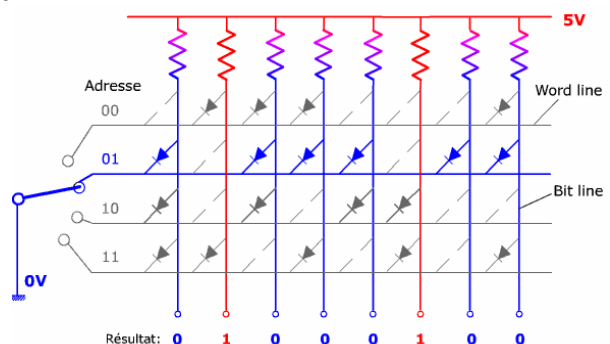 5V
Adresse
Word line
00
01
10
Bit line
11
0V
Résultat: 0 1 0 0 0 1 0 0